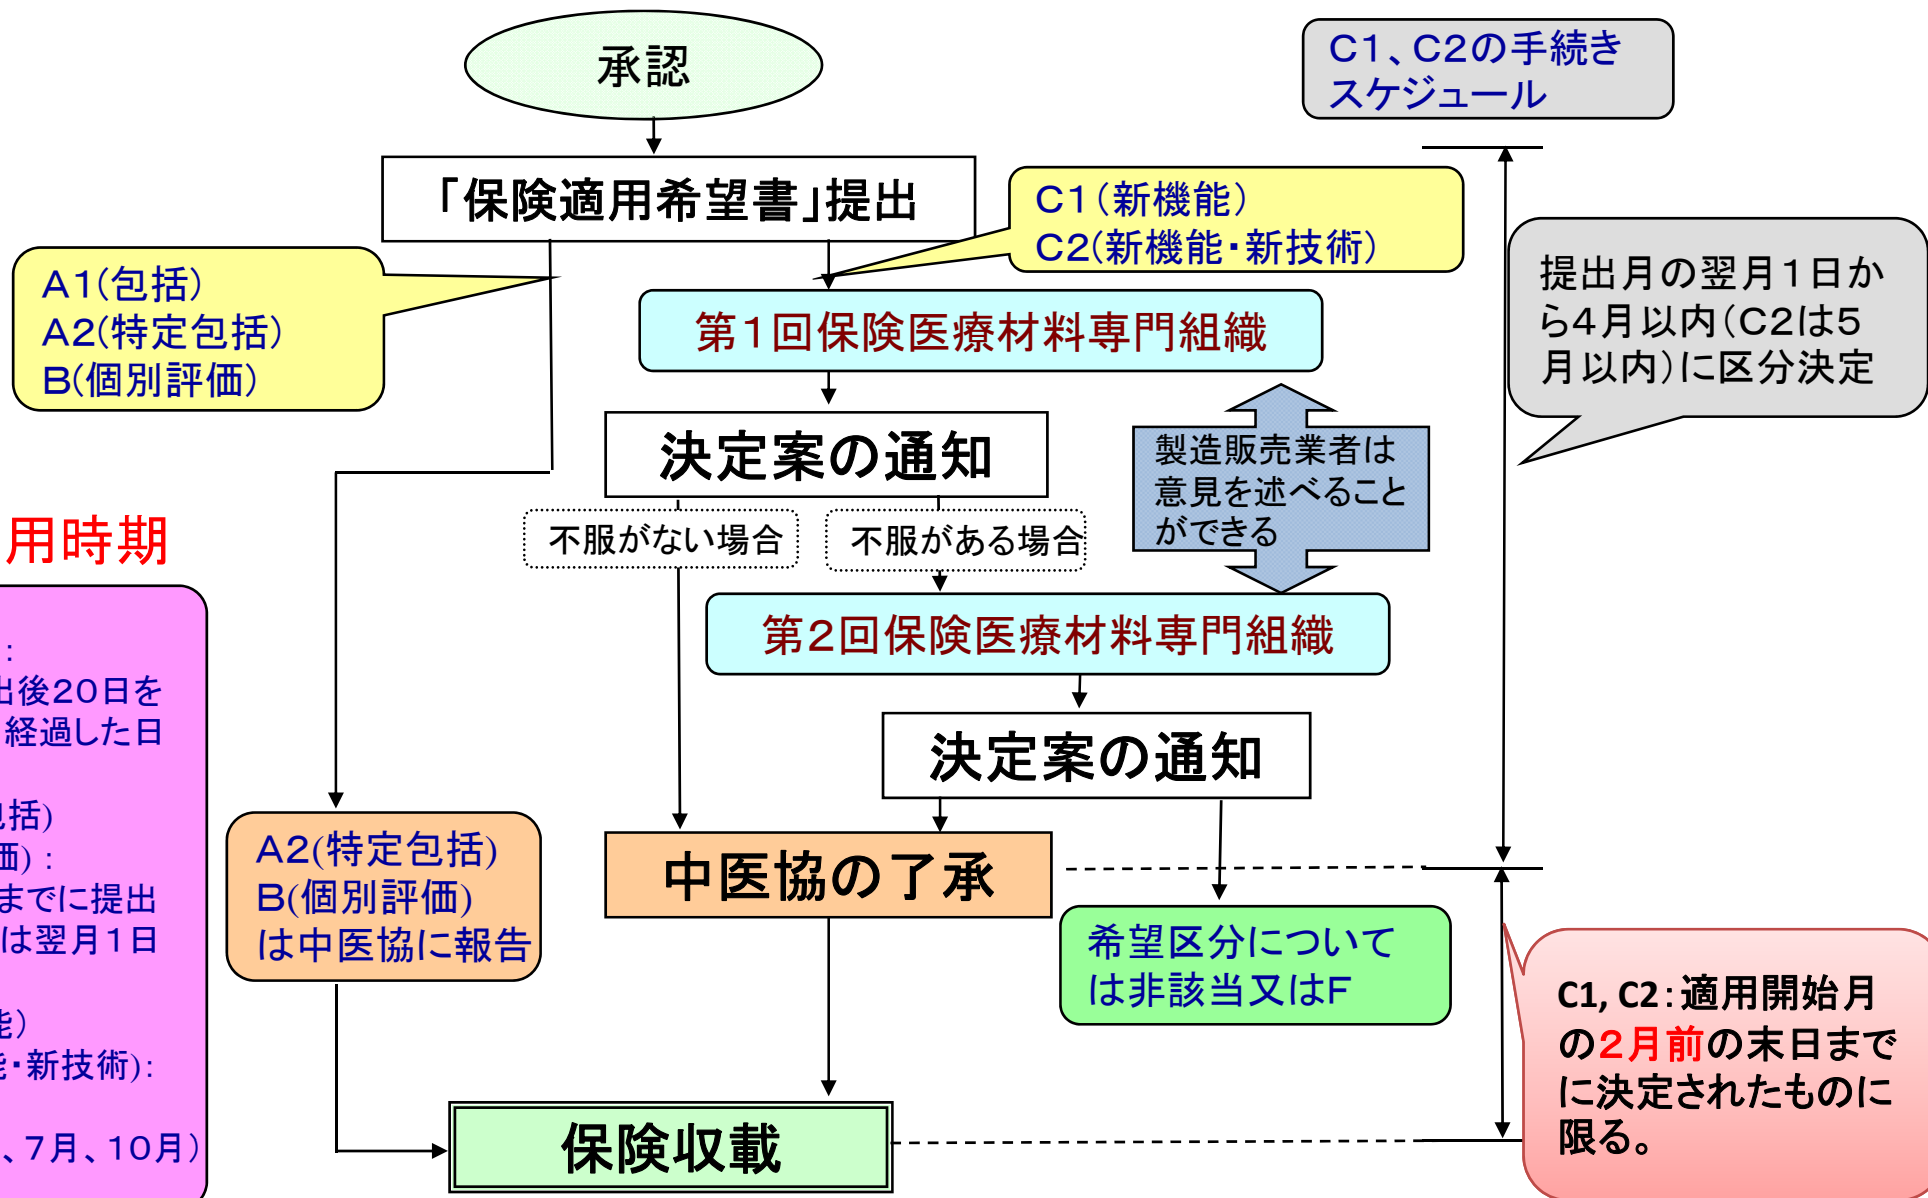 承認
C1、C2の手続き
スケジュール
「保険適用希望書」提出
C1(新機能)
C2(新機能・新技術)
A1(包括)
A2(特定包括)
B(個別評価)
提出月の翌月1日か
ら4月以内(C2は5
月以内)に区分決定
第1回保険医療材料専門組織
決定案の通知
製造販売業者は
意見を述べること
ができる
不服がない場合
不服がある場合
用時期
第2回保険医療材料専門組織
:
出後20日を
経過した日
包括)
価):
までに提出
は翌月1日
能)
能・新技術):
、7月、10月)
決定案の通知
A2(特定包括)
B(個別評価)
は中医協に報告
中医協の了承
希望区分について
は非該当又はF
C1, C2:適用開始月
の2月前の末日まで
に決定されたものに
限る。
保険収載